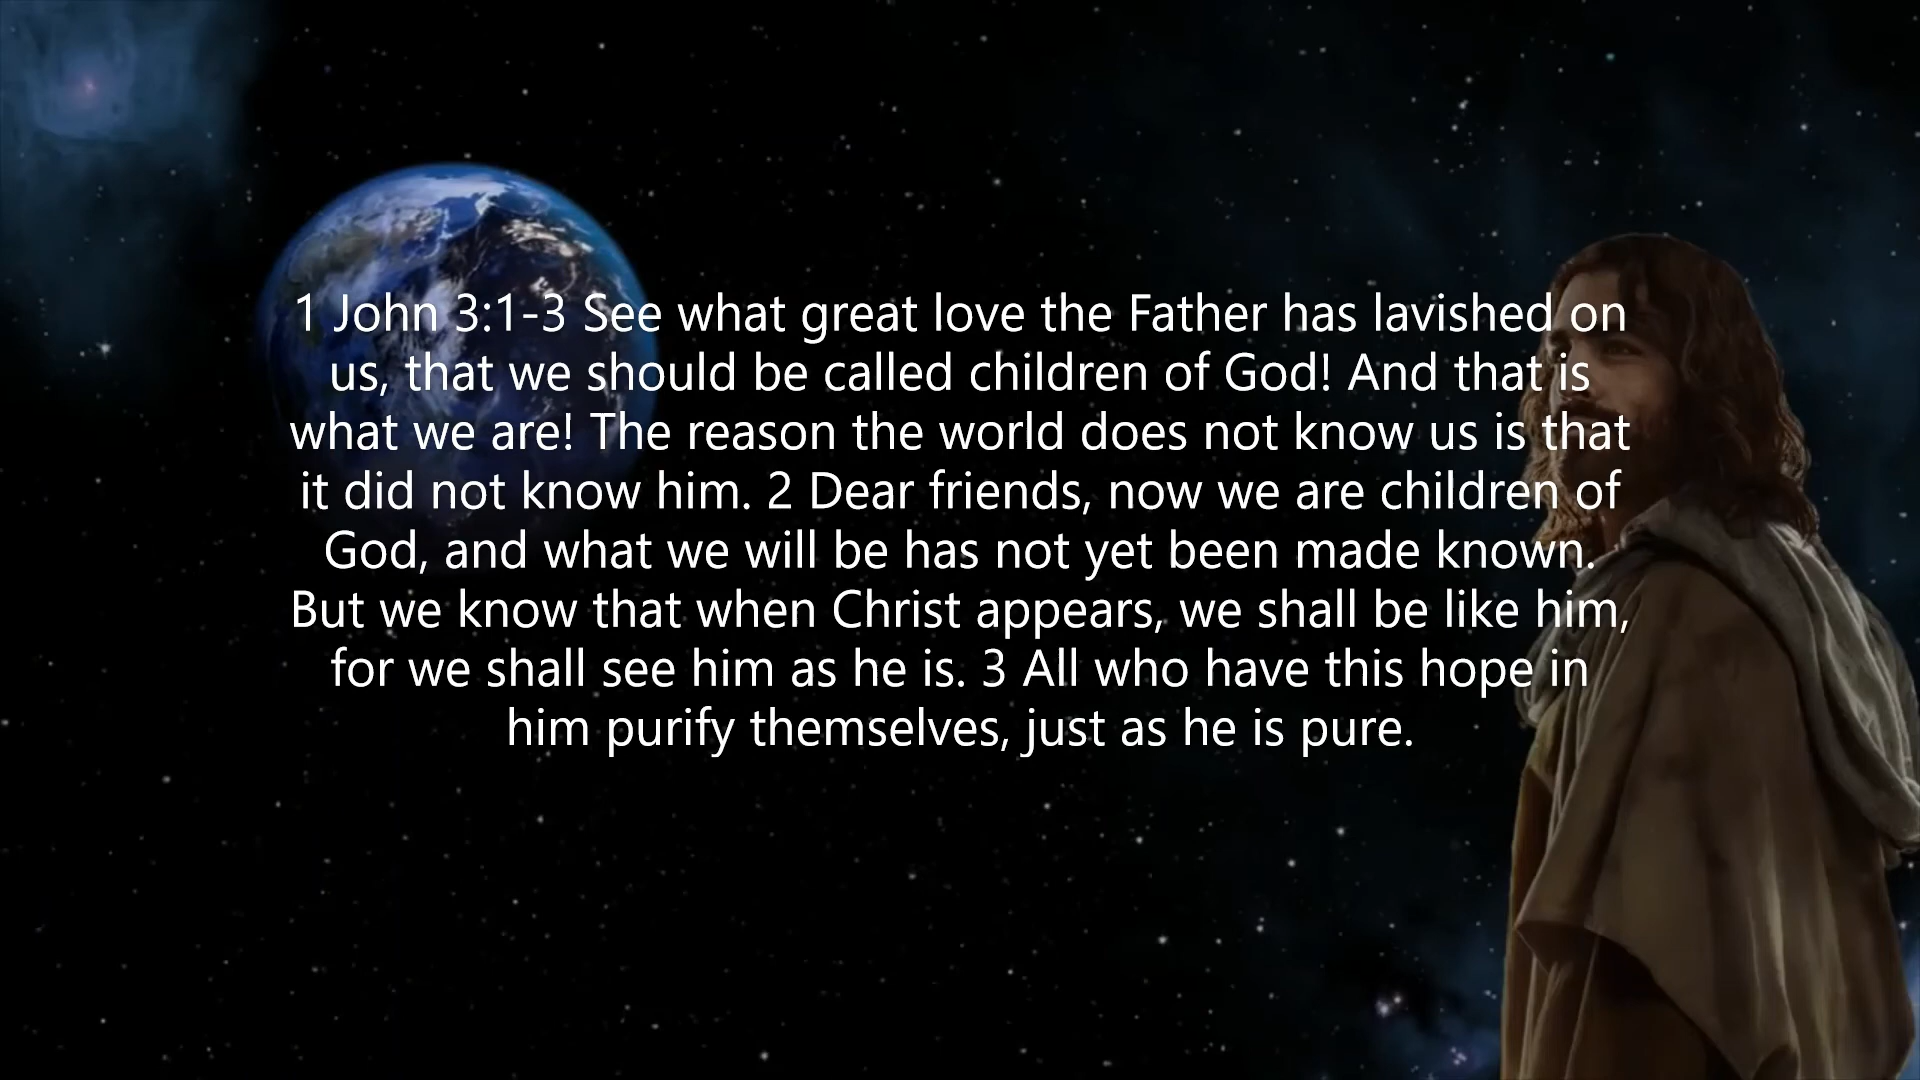 1 John 3:1-3 See what great love the Father has lavished on
us, that we should be called children of God! And that is
what we are! The reason the world does not know us is that
it did not know him. 2 Dear friends, now we are children of
God, and what we will be has not yet been made known.
But we know that when Christ appears, we shall be like him,
for we shall see him as he is. 3 All who have this hope in
him purify themselves, just as he is pure.